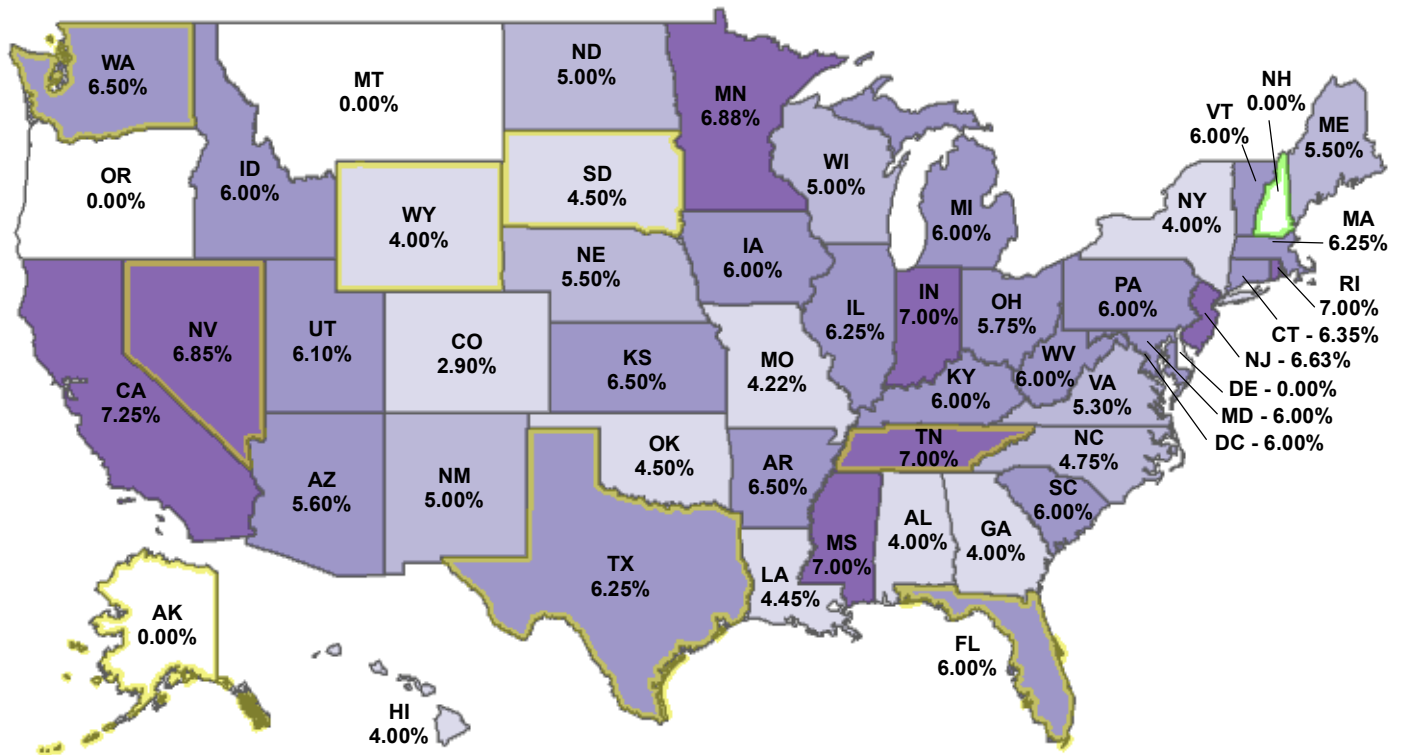 WA
6.50%
MT
0.00%
ND
5.00%
MN
6.88%
NH
0.00%
VT
6.00%
ME
5.50%
OR
0.00%
ID
6.00%
WY
4.00%
SD
4.50%
WI
5.00%
MI
6.00%
NY
4.00%
MA
6.25%
RI
7.00%
CT - 6.35%
NJ - 6.63%
DE - 0.00%
MD - 6.00%
DC - 6.00%
NV
6.85%
UT
6.10%
CO
2.90%
NE
5.50%
IA
6.00%
IL
6.25%
IN
7.00%
OH
5.75%
PA
6.00%
CA
7.25%
KS
6.50%
MO
4.22%
KY
6.00%
WV
6.00%
VA
5.30%
AZ
5.60%
NM
5.00%
OK
4.50%
AR
6.50%
TN
7.00%
NC
4.75%
SC
6.00%
TX
6.25%
LA
4.45%
MS
7.00%
AL
4.00%
GA
4.00%
AK
0.00%
HI
4.00%
FL
6.00%